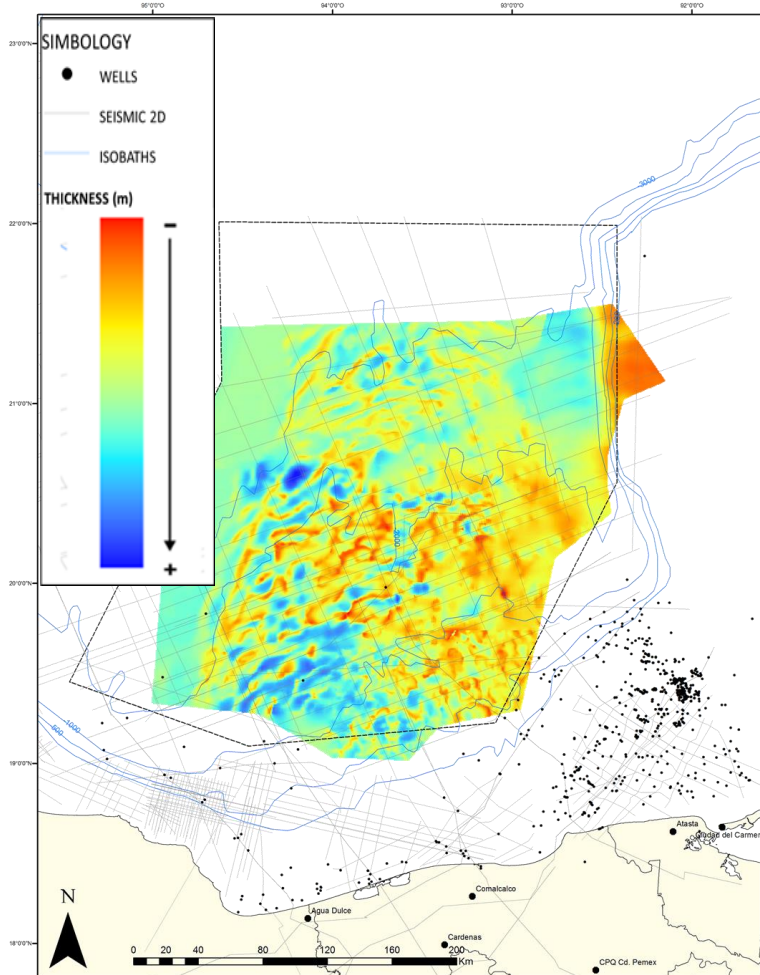 95°0'0"O
94°0'0"O
93°0'0"O
92°0'0"O
23°0'0"N
SIMBOLOGY
WELLS
SEISMIC 2D
ISOBATHS
THICKNESS (m)
-
+
3000
22°0'0"N
21°0'0"N
3000
20°0'0"N
1000
500
19°0'0"N
Atasta
Ciudad del Carmen
Comalcalco
N
Agua Dulce
Cardenas
18°0'0"N
0 20 40 80 120 160 200
Km
CPQ Cd. Pemex